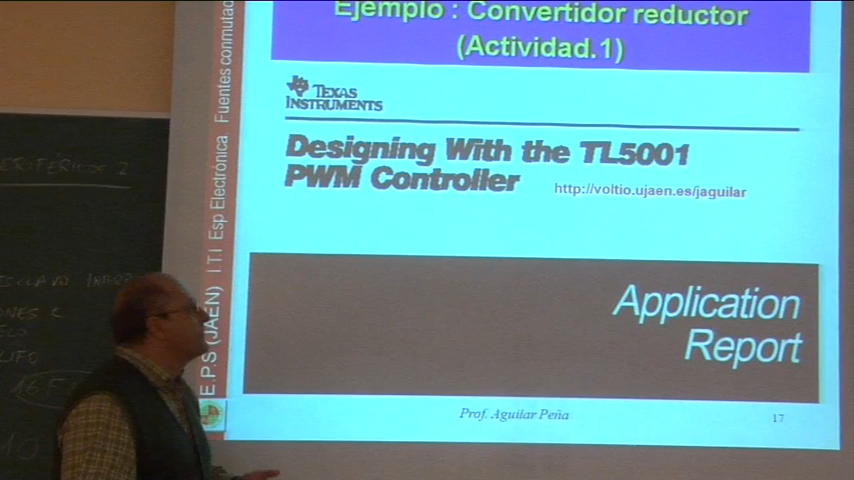 Ejemplo : Convertidor reductor
(Actividad.1)
TEXAS
INSTRUMENTS
Designing With the TL5001
PWM Controller
http://voltio.ujaen.es/jaguilar
Application
Report
Prof. Aguilar Peña
17
E.P.S (JAEN) I T I Esp Electrónica Fuentes conmutad